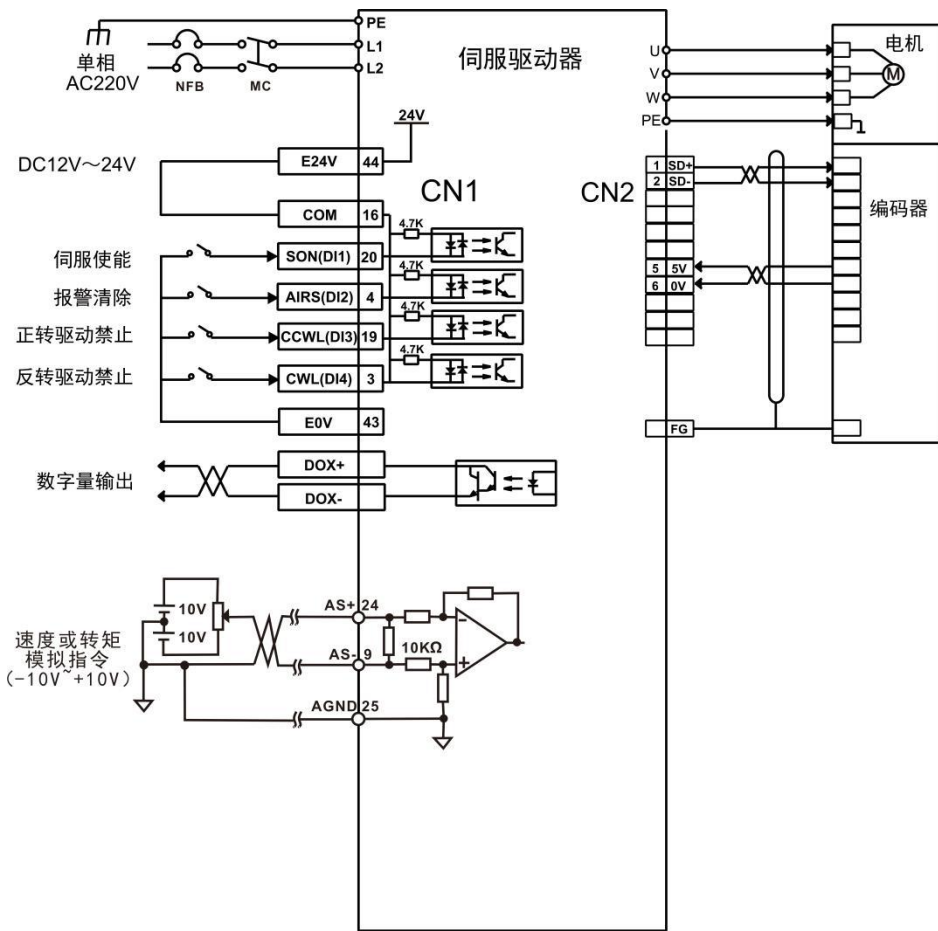 PE
L1
L2
单相
AC220V
NFB
MC
伺服驱动器
U
V
W
PE
电机
M
24V
DC12V～24V
E24V 44
CN1
COM 16
4.7K
伺服使能
SON(DI1) 20
4.7K
报警清除
AIRS(DI2) 4
4.7K
正转驱动禁止
CCWL(DI3) 19
4.7K
反转驱动禁止
CWL(DI4) 3
E0V 43
数字量输出
DOX+
DOX-
CN2
1 SD+
2 SD-
5 5V
6 0V
FG
编码器
10V
10V
速度或转矩
模拟指令
(-10V~+10V)
AS+ 24
AS- 9
10KΩ
AGND 25
-
+